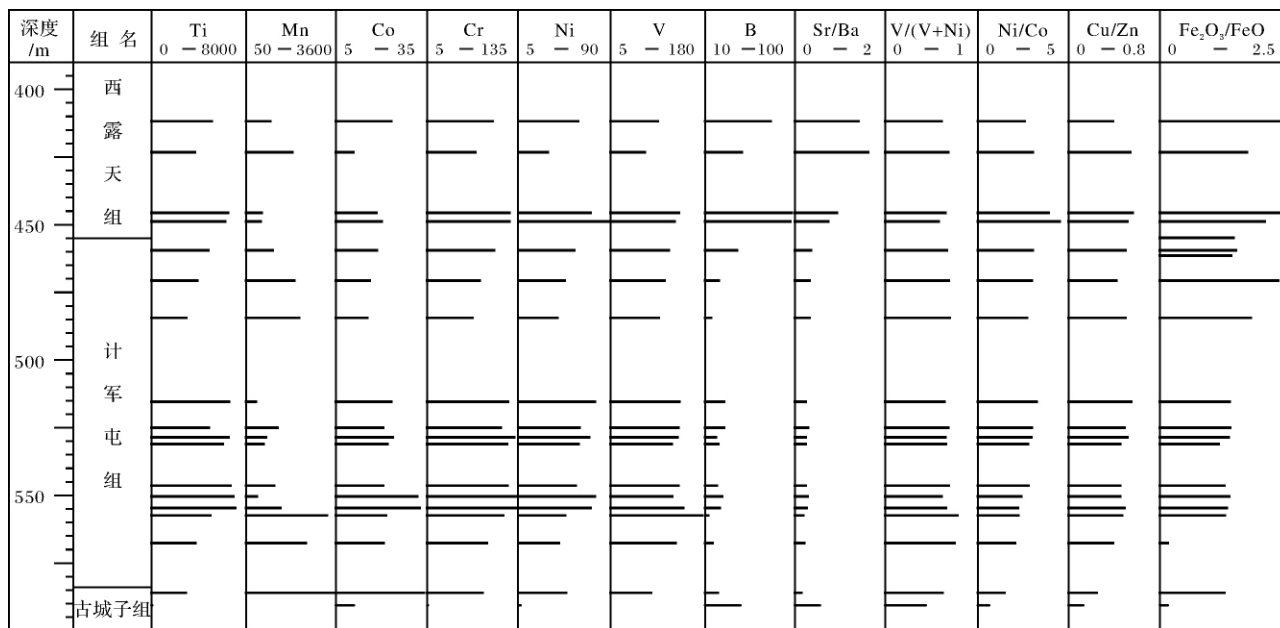 深度
/m
组 名
Ti
0 — 8000
Mn
50 — 3600
Co
5 — 35
Cr
5 — 135
Ni
5 — 90
V
5 — 180
B
10 — 100
Sr/Ba
0 — 2
V/(V+Ni)
0 — 1
Ni/Co
0 — 5
Cu/Zn
0 — 0.8
Fe₂O₃/FeO
0 — 2.5
400
450
500
550
西
露
天
组
计
军
屯
组
古城子组